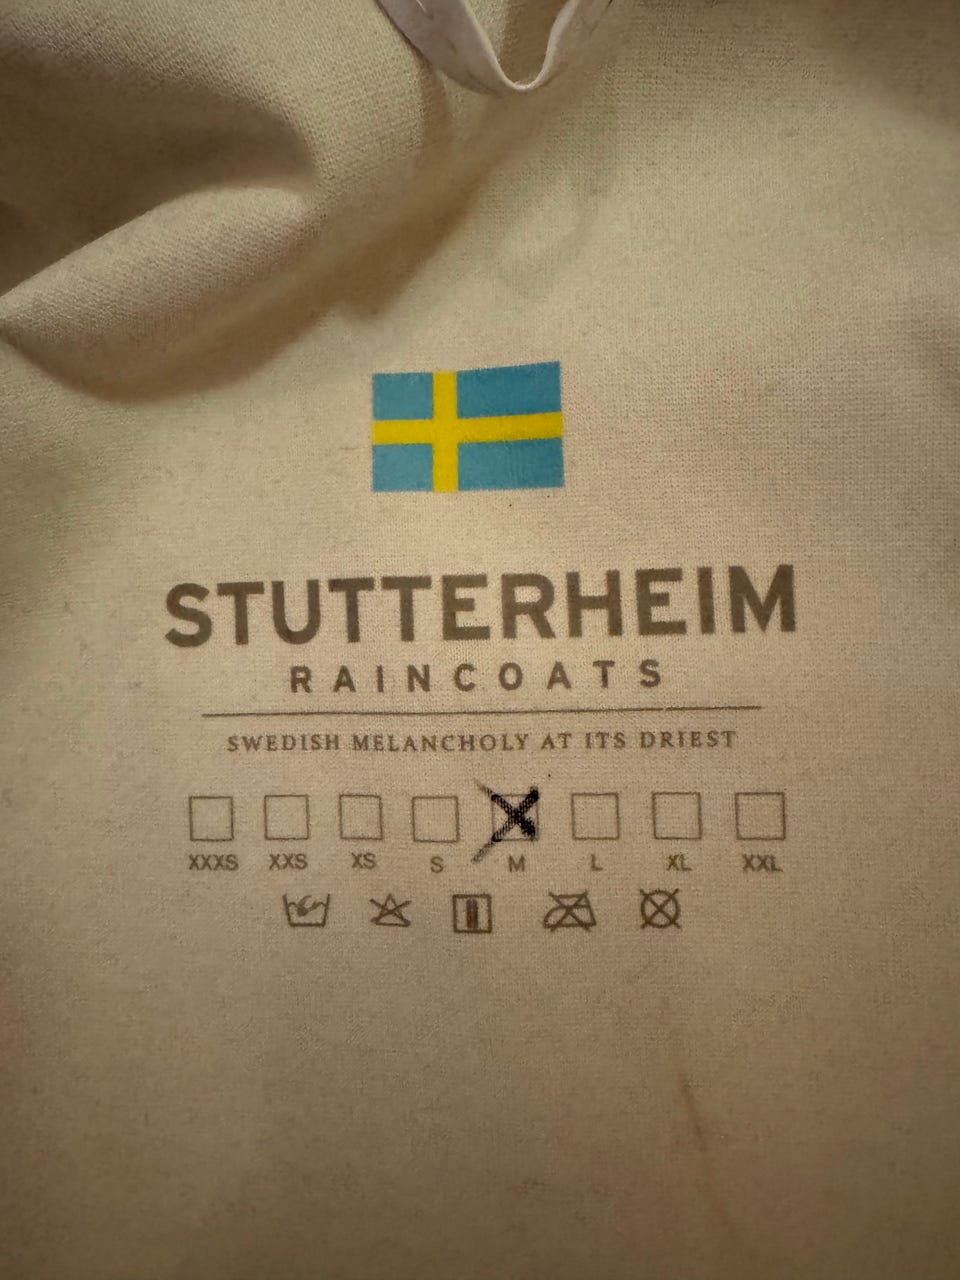 STUTTERHEIM
RAINCOATS
SWEDISH MELANCHOLY AT ITS DRIEST
XXXS XXS XS S M L XL XXL